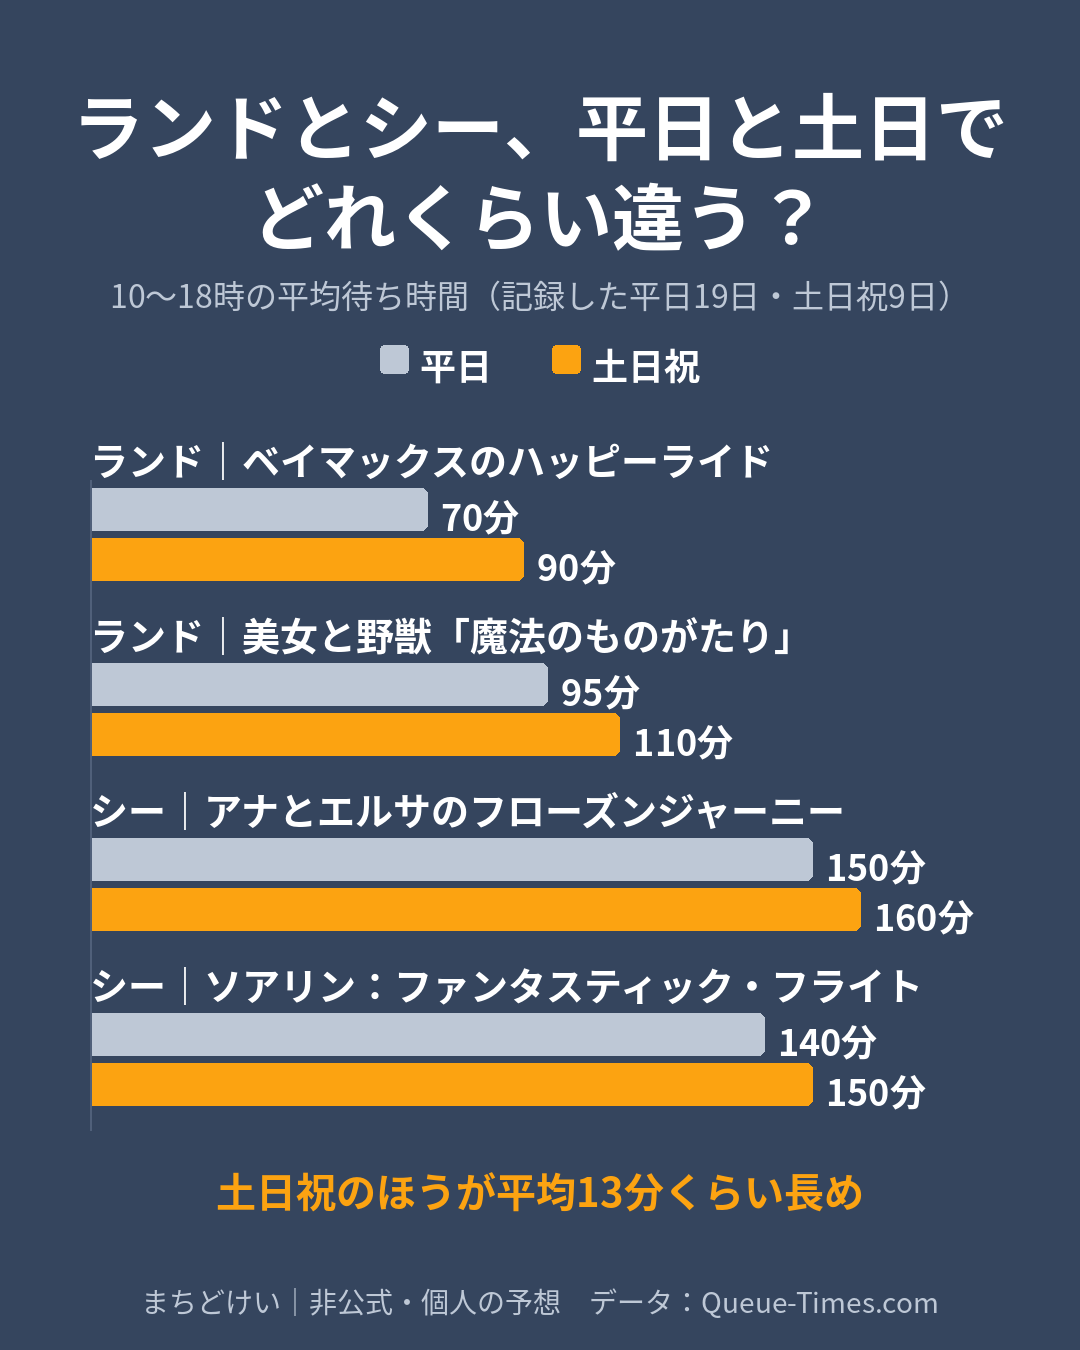 ランドとシー、平日と土日で
どれくらい違う？
10〜18時の平均待ち時間（記録した平日19日・土日祝9日）
平日　土日祝
ランド｜ベイマックスのハッピーライド
70分
90分
ランド｜美女と野獣「魔法のものがたり」
95分
110分
シー｜アナとエルサのフローズンジャーニー
150分
160分
シー｜ソアリン：ファンタスティック・フライト
140分
150分
土日祝のほうが平均13分くらい長め
まちどけい｜非公式・個人の予想　データ：Queue-Times.com